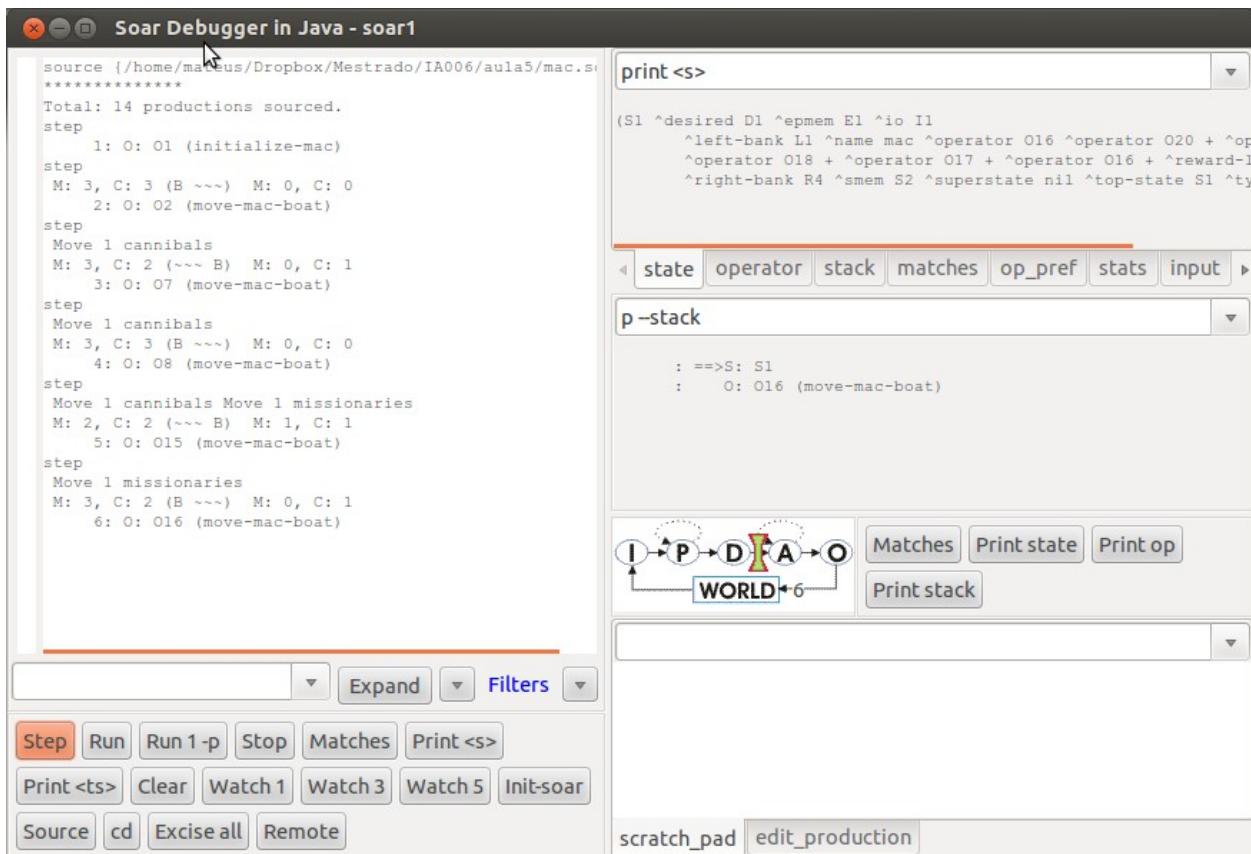 Soar Debugger in Java - soar1
source {/home/mateus/Dropbox/Mestrado/IA006/aula5/mac.so
**************
Total: 14 productions sourced.
step
1: O: O1 (initialize-mac)
step
M: 3, C: 3 (B ~~~) M: 0, C: 0
2: O: O2 (move-mac-boat)
step
Move 1 cannibals
M: 3, C: 2 (~~~ B) M: 0, C: 1
3: O: O7 (move-mac-boat)
step
Move 1 cannibals
M: 3, C: 3 (B ~~~) M: 0, C: 0
4: O: O8 (move-mac-boat)
step
Move 1 cannibals Move 1 missionaries
M: 2, C: 2 (~~~ B) M: 1, C: 1
5: O: O15 (move-mac-boat)
step
Move 1 missionaries
M: 3, C: 2 (B ~~~) M: 0, C: 1
6: O: O16 (move-mac-boat)
Expand Filters
Step Run Run 1 -p Stop Matches Print <s>
Print <ts> Clear Watch 1 Watch 3 Watch 5 Init-soar
Source cd Excise all Remote
print <s>
(S1 ^desired D1 ^epmem E1 ^io I1
^left-bank L1 ^name mac ^operator O16 ^operator O20 + ^op
^operator O18 + ^operator O17 + ^operator O16 + ^reward-l
^right-bank R4 ^smem S2 ^superstate nil ^top-state S1 ^ty
state operator stack matches op_pref stats input
p --stack
: ==>S: S1
: O: O16 (move-mac-boat)
I P D A O
WORLD 6
Matches Print state Print op
Print stack
scratch_pad edit_production